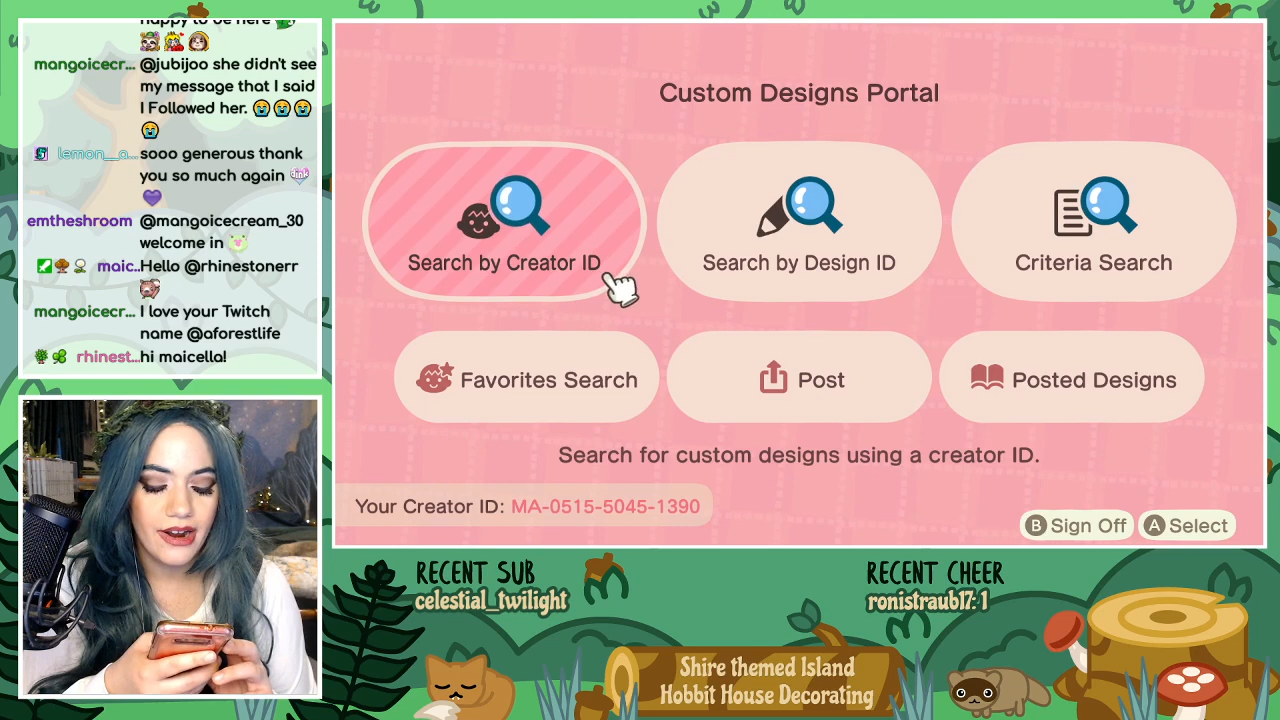 happy to be here
mangoicecr... @jubijoo she didn't see
my message that I said
I Followed her.
lemon__a... sooo generous thank
you so much again
emtheshroom @mangoicecream_30
welcome in
maic.. Hello @rhinestonerr
mangoicecr... I love your Twitch
name @aforestlife
rhinest... hi maicella!
Custom Designs Portal
Search by Creator ID
Search by Design ID
Criteria Search
Favorites Search
Post
Posted Designs
Search for custom designs using a creator ID.
Your Creator ID: MA-0515-5045-1390
B Sign Off A Select
RECENT SUB
celestial_twilight
RECENT CHEER
ronistraub17: 1
Shire themed Island
Hobbit House Decorating